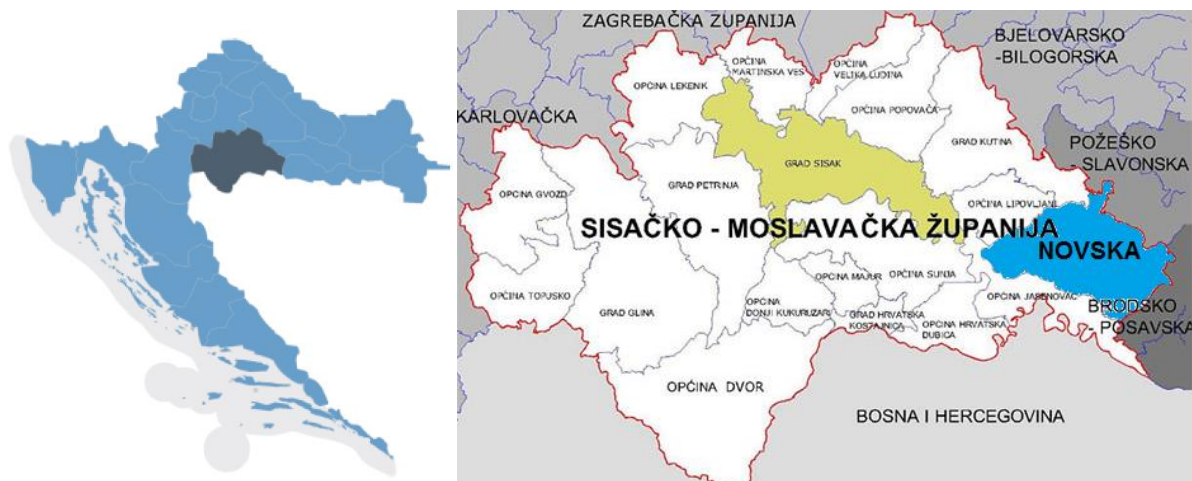 ZAGREBAČKA ŽUPANIJA
BJELOVARSKO
-BILOGORSKA
OPĆINA
MARTINSKA VES
OPĆINA
VELIKA LUDINA
OPĆINA LEKENIK
OPĆINA POPOVAČA
KARLOVAČKA
POŽEŠKO
- SLAVONSKA
GRAD KUTINA
GRAD SISAK
GRAD PETRINJA
OPĆINA GVOZD
OPĆINA LIPOVLJANI
SISAČKO - MOSLAVAČKA ŽUPANIJA
NOVSKA
OPĆINA MAJUR
OPĆINA SUNJA
OPĆINA TOPUSKO
GRAD GLINA
OPĆINA
DONJI KUKURUZARI
OPĆINA JASENOVAC
GRAD HRVATSKA
KOSTAJNICA
OPĆINA HRVATSKA
DUBICA
BRODSKO
- POSAVSKA
OPĆINA DVOR
BOSNA I HERCEGOVINA